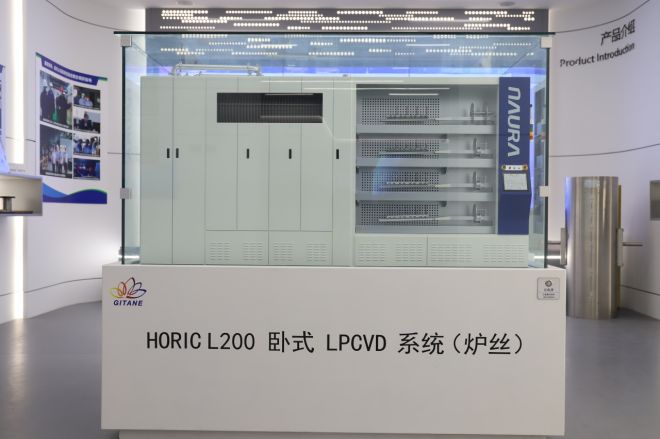 产品介绍
Product Introduction
NAURA
GITANE
HORIC L200 卧式 LPCVD 系统(炉丝)